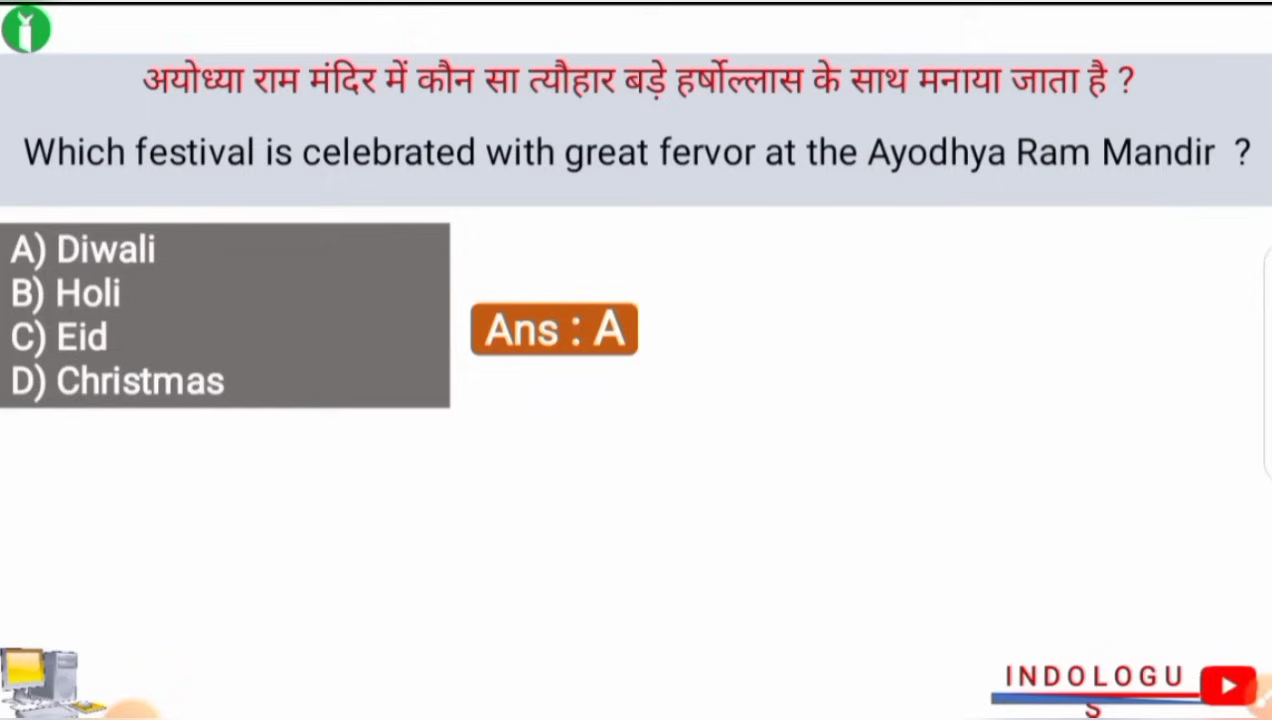 अयोध्या राम मंदिर में कौन सा त्यौहार बड़े हर्षोल्लास के साथ मनाया जाता है ?
Which festival is celebrated with great fervor at the Ayodhya Ram Mandir ?
A) Diwali
B) Holi
C) Eid
D) Christmas
Ans : A
INDOLOGU
S